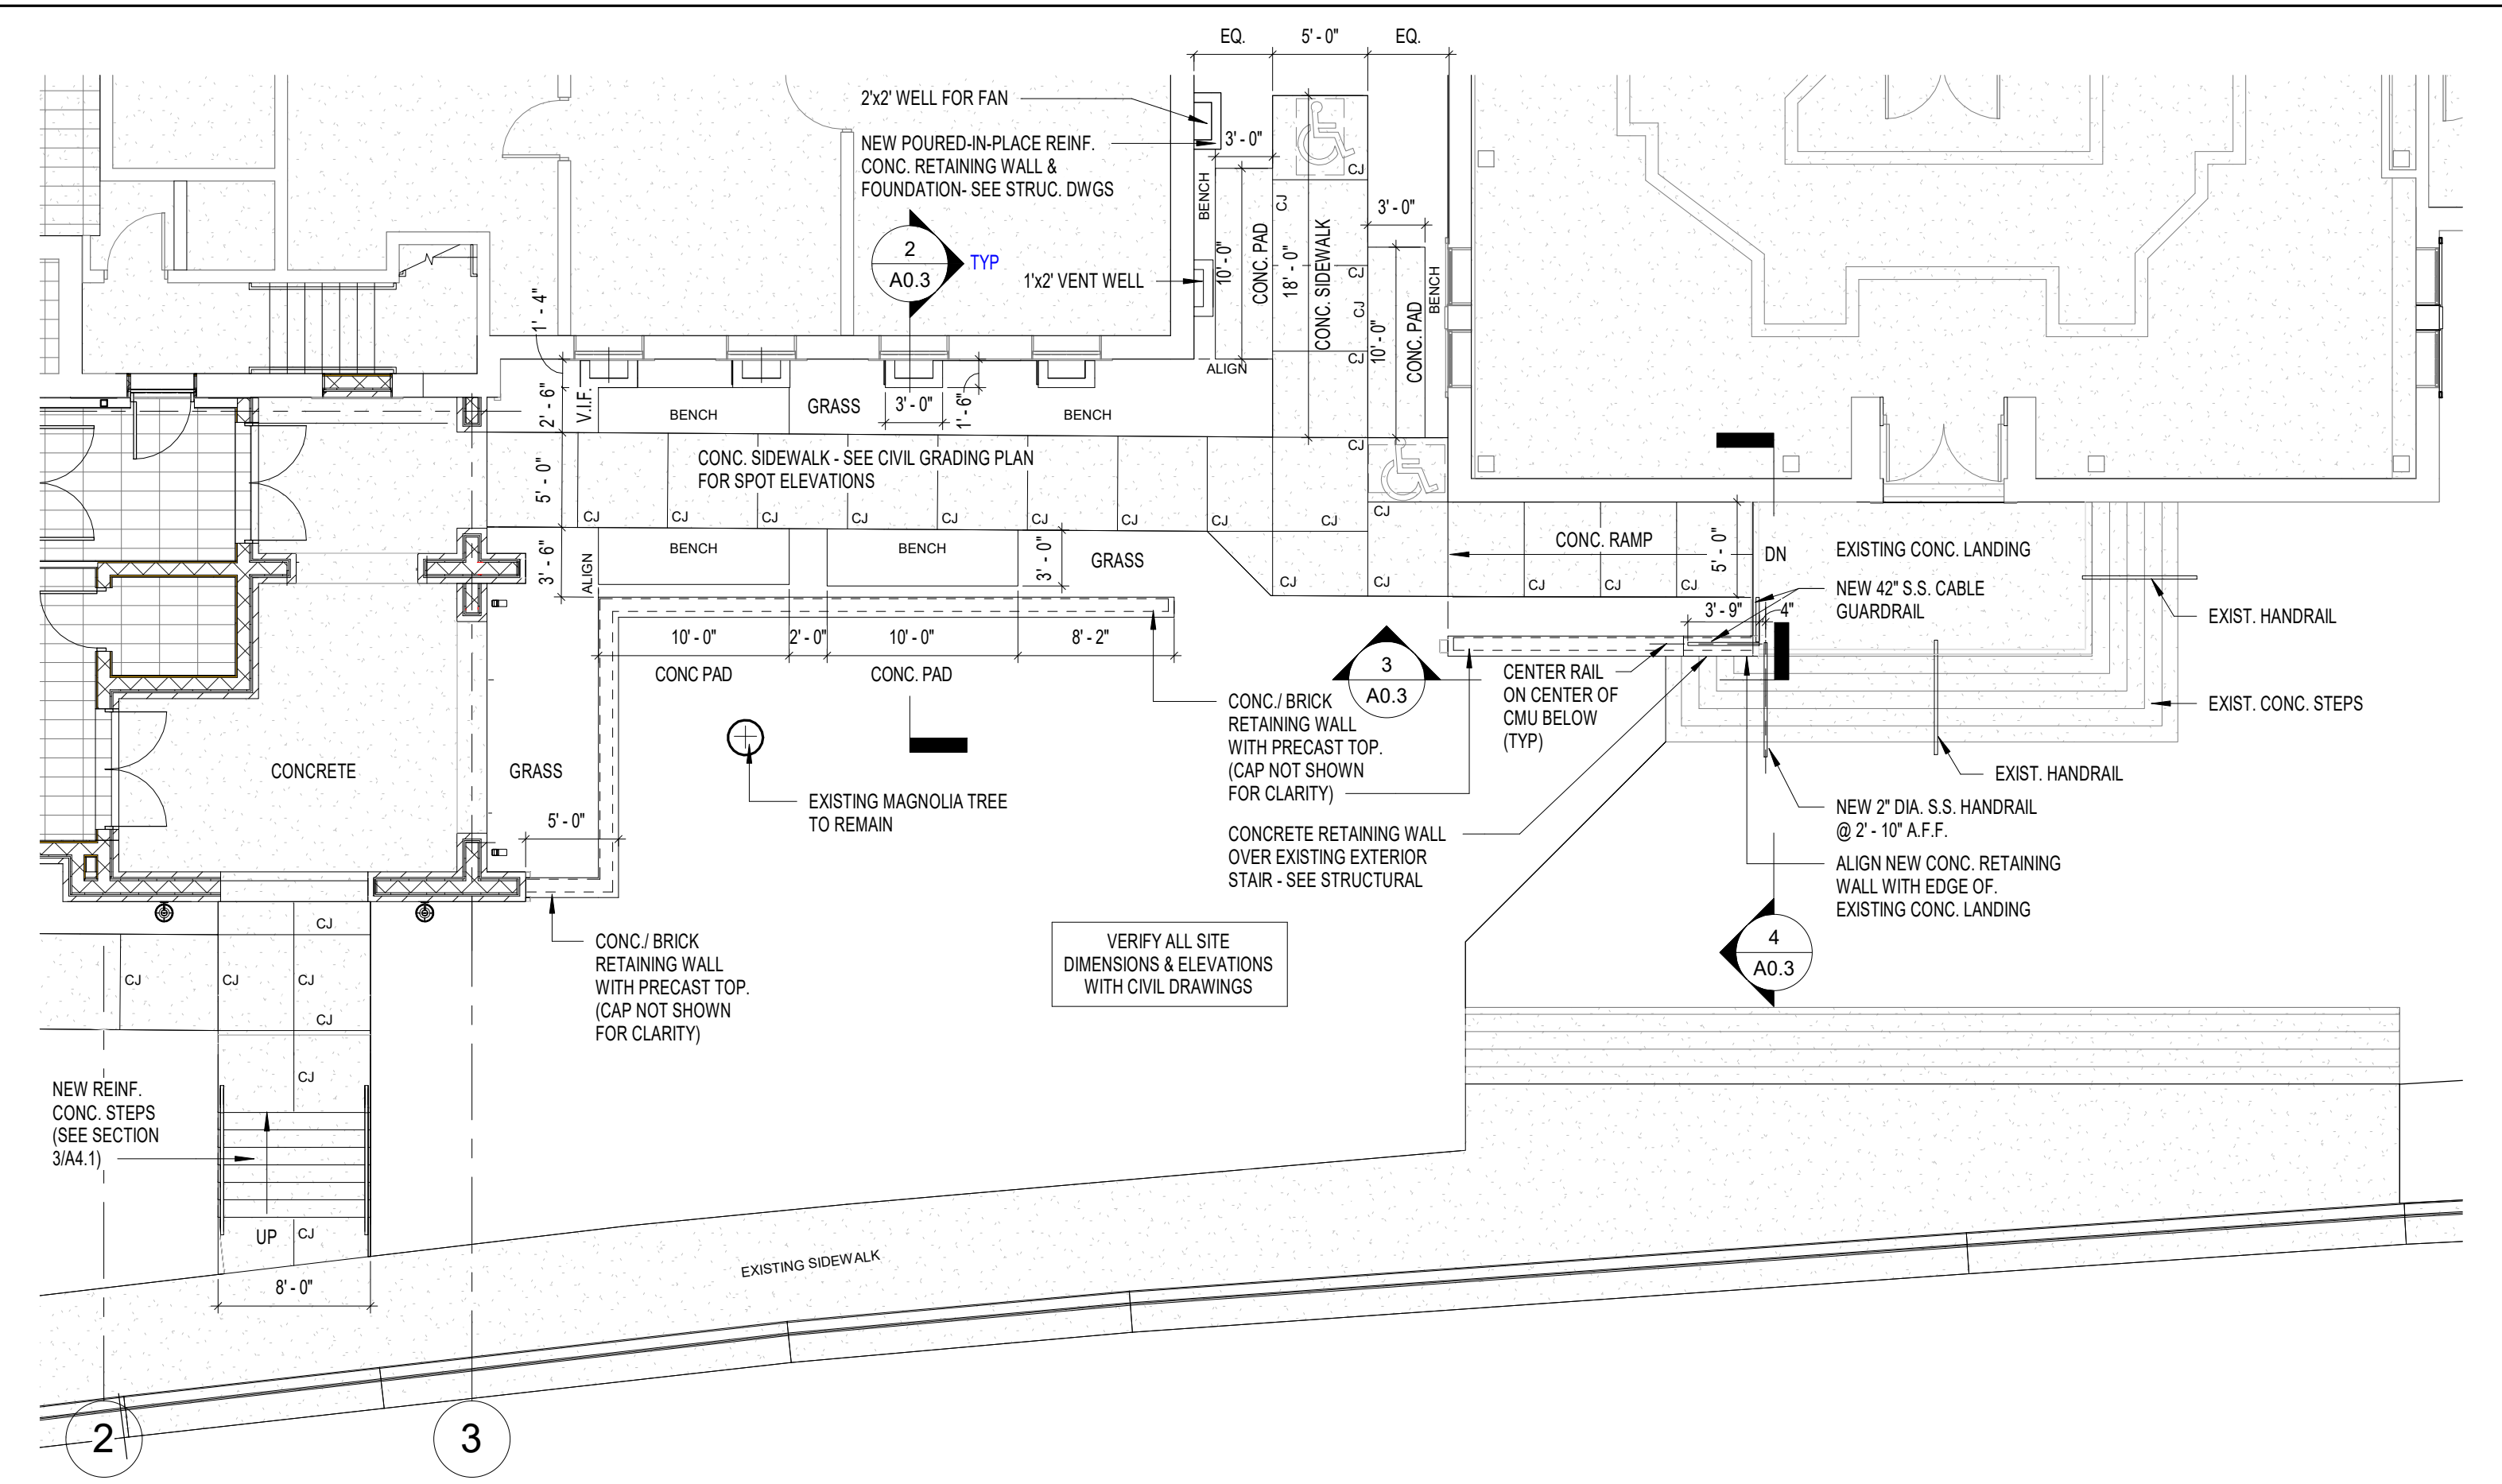 EQ.
5' - 0"
EQ.
2'x2' WELL FOR FAN
NEW POURED-IN-PLACE REINF.
CONC. RETAINING WALL &
FOUNDATION- SEE STRUC. DWGS
3' - 0"
CJ
BENCH
CJ
3' - 0"
2
A0.3
TYP
1'x2' VENT WELL
10' - 0"
CONC. PAD
18' - 0"
CONC. SIDEWALK
CJ
CJ
CJ
10' - 0"
CONC. PAD
BENCH
ALIGN
1' - 4"
2' - 6"
V.I.F.
BENCH
GRASS
3' - 0"
1' - 6"
BENCH
CJ
5' - 0"
CONC. SIDEWALK - SEE CIVIL GRADING PLAN
FOR SPOT ELEVATIONS
CJ
CJ
CJ
CJ
CJ
CJ
CJ
CJ
CJ
CJ
3' - 6"
ALIGN
BENCH
BENCH
3' - 0"
GRASS
CJ
CJ
CONC. RAMP
CJ
CJ
CJ
5' - 0"
DN
EXISTING CONC. LANDING
NEW 42" S.S. CABLE
GUARDRAIL
3' - 9"
4"
EXIST. HANDRAIL
10' - 0"
2' - 0"
10' - 0"
8' - 2"
CONC PAD
CONC. PAD
3
A0.3
CENTER RAIL
ON CENTER OF
CMU BELOW
(TYP)
EXIST. CONC. STEPS
CONC./ BRICK
RETAINING WALL
WITH PRECAST TOP.
(CAP NOT SHOWN
FOR CLARITY)
EXIST. HANDRAIL
CONCRETE
GRASS
EXISTING MAGNOLIA TREE
TO REMAIN
5' - 0"
NEW 2" DIA. S.S. HANDRAIL
@ 2' - 10" A.F.F.
CONCRETE RETAINING WALL
OVER EXISTING EXTERIOR
STAIR - SEE STRUCTURAL
ALIGN NEW CONC. RETAINING
WALL WITH EDGE OF.
EXISTING CONC. LANDING
CJ
CONC./ BRICK
RETAINING WALL
WITH PRECAST TOP.
(CAP NOT SHOWN
FOR CLARITY)
VERIFY ALL SITE
DIMENSIONS & ELEVATIONS
WITH CIVIL DRAWINGS
4
A0.3
CJ
CJ
CJ
CJ
CJ
NEW REINF.
CONC. STEPS
(SEE SECTION
3/A4.1)
UP
CJ
8' - 0"
EXISTING SIDEWALK
2
3